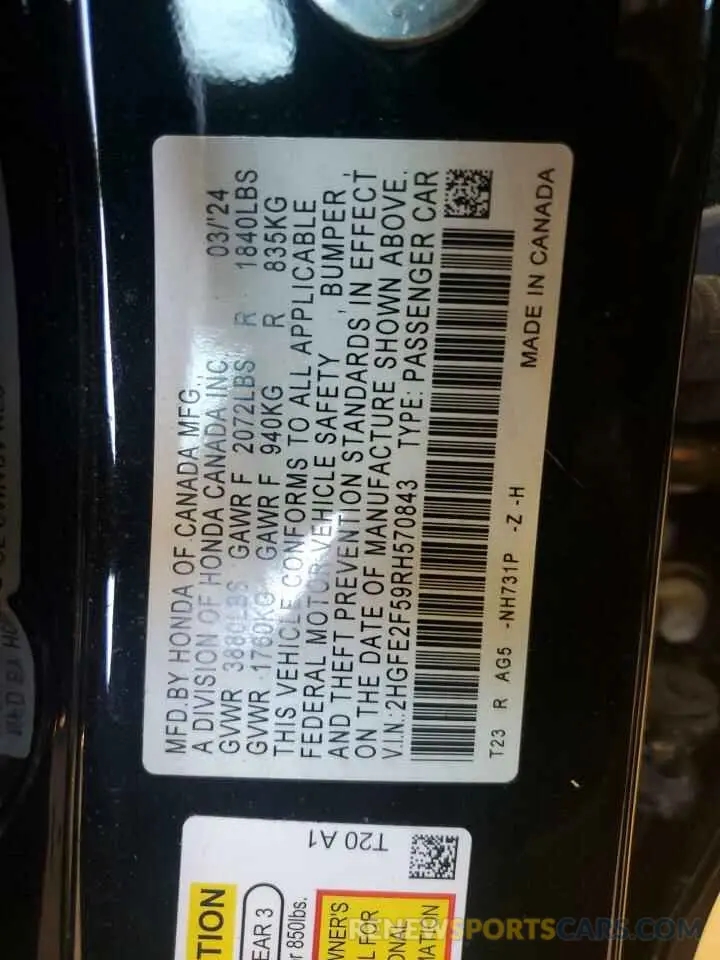 MFD.BY HONDA OF CANADA MFG., 03/'24
A DIVISION OF HONDA CANADA INC.
GVWR 3880LBS GAWR F 2072LBS R 1840LBS
GVWR 1760KG GAWR F 940KG R 835KG
THIS VEHICLE CONFORMS TO ALL APPLICABLE
FEDERAL MOTOR VEHICLE SAFETY, BUMPER,
AND THEFT PREVENTION STANDARDS IN EFFECT
ON THE DATE OF MANUFACTURE SHOWN ABOVE.
V.I.N.:2HGFE2F59RH570843 TYPE: PASSENGER CAR
MADE IN CANADA
T23 R AG5 -NH731P -Z -H
T20 A1
TION
EAR 3
r 850lbs.
NER'S
L FOR
ONAL
MATION
RENEWSPORTSCARS.COM